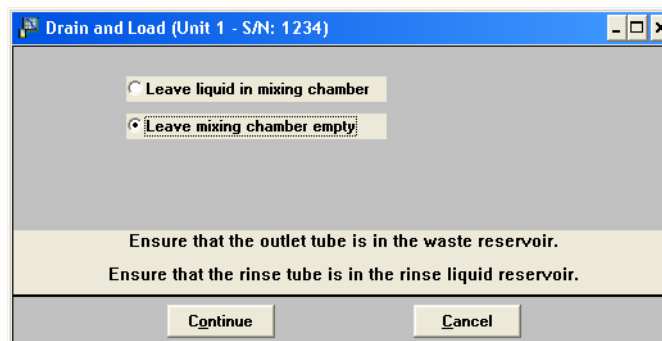 Drain and Load (Unit 1 - S/N: 1234)
Leave liquid in mixing chamber
Leave mixing chamber empty
Ensure that the outlet tube is in the waste reservoir.
Ensure that the rinse tube is in the rinse liquid reservoir.
Continue Cancel